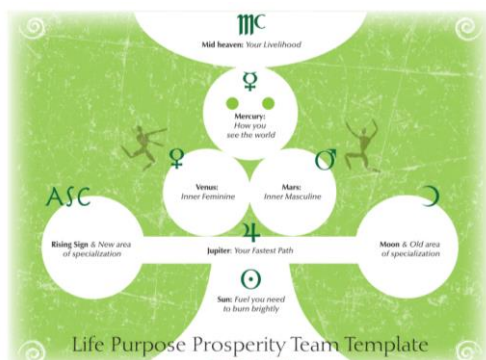 MC
Mid heaven: Your Livelihood
Mercury:
How you
see the world
Venus:
Inner Feminine
Mars:
Inner Masculine
ASC
Rising Sign & New area
of specialization
Jupiter: Your Fastest Path
Moon & Old area
of specialization
Sun: Fuel you need
to burn brightly
Life Purpose Prosperity Team Template